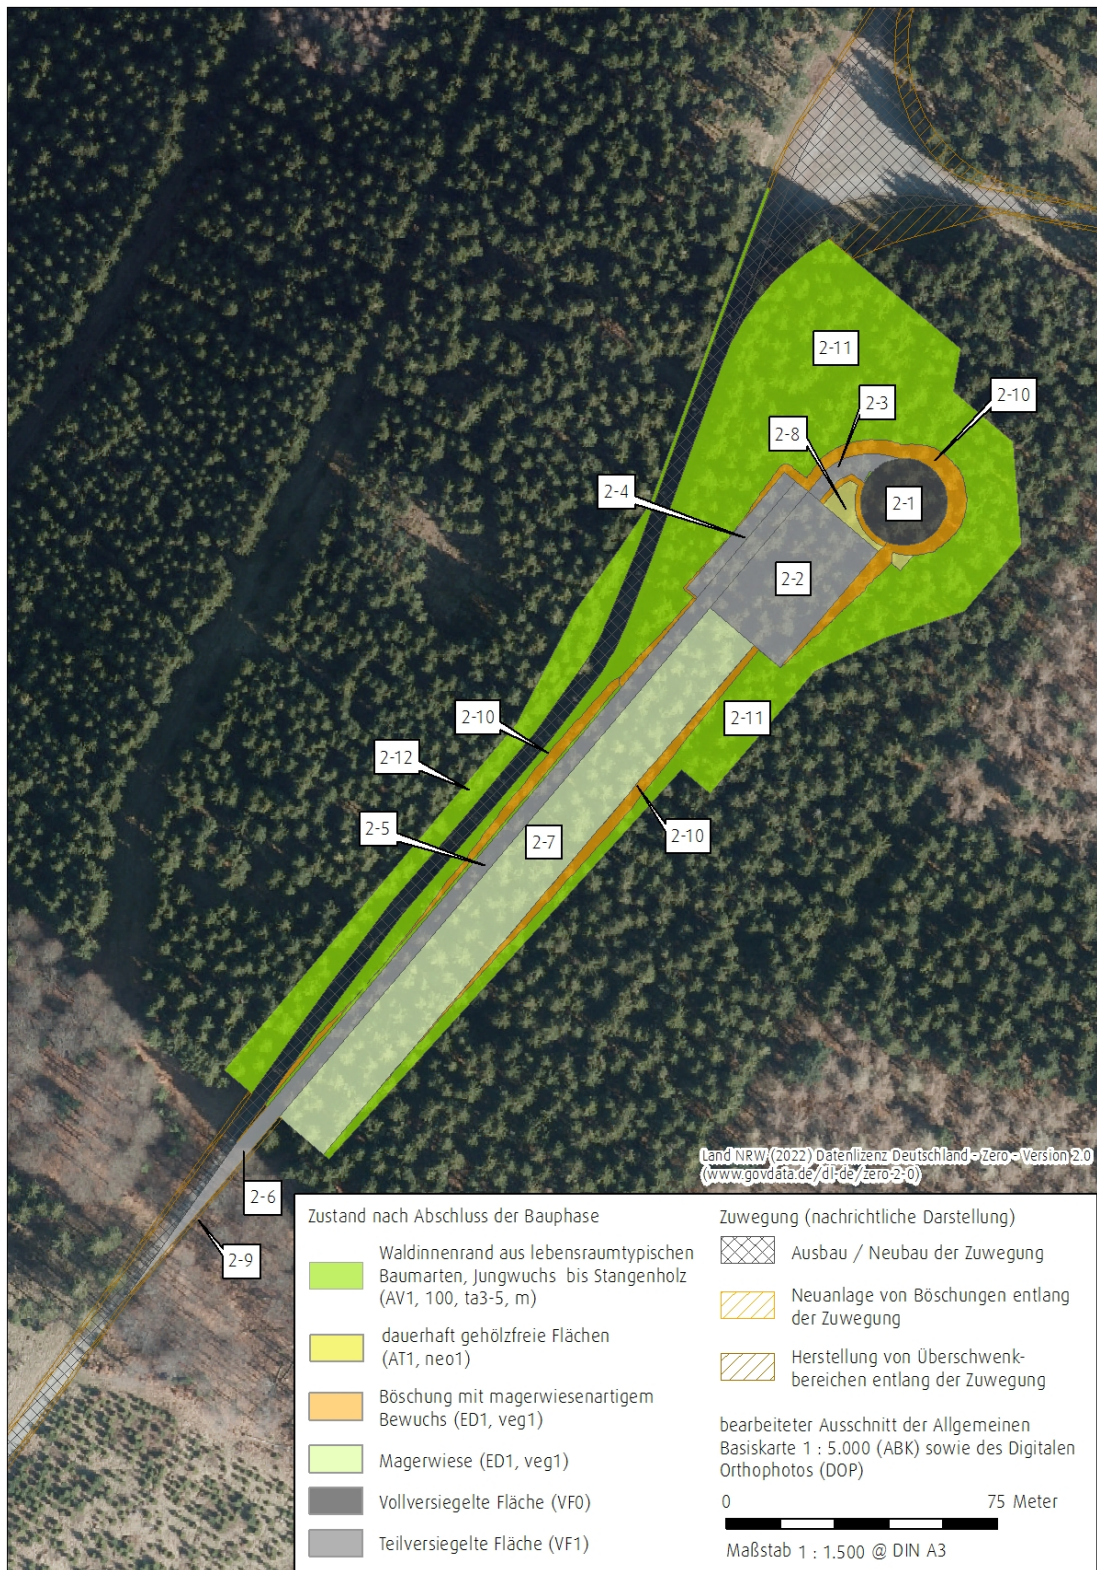 2-11
2-3
2-10
2-8
2-4
2-1
2-2
2-10
2-11
2-12
2-5
2-7
2-10
Land NRW (2022) Datenlizenz Deutschland - Zero - Version 2.0
(www.govdata.de/dl-de/zero-2-0)
2-6
2-9
Zustand nach Abschluss der Bauphase
Waldinnenrand aus lebensraumtypischen
Baumarten, Jungwuchs bis Stangenholz
(AV1, 100, ta3-5, m)
dauerhaft gehölzfreie Flächen
(AT1, neo1)
Böschung mit magerwiesenartigem
Bewuchs (ED1, veg1)
Magerwiese (ED1, veg1)
Vollversiegelte Fläche (VF0)
Teilversiegelte Fläche (VF1)
Zuwegung (nachrichtliche Darstellung)
Ausbau / Neubau der Zuwegung
Neuanlage von Böschungen entlang
der Zuwegung
Herstellung von Überschwenk-
bereichen entlang der Zuwegung
bearbeiteter Ausschnitt der Allgemeinen
Basiskarte 1 : 5.000 (ABK) sowie des Digitalen
Orthophotos (DOP)
0 75 Meter
Maßstab 1 : 1.500 @ DIN A3